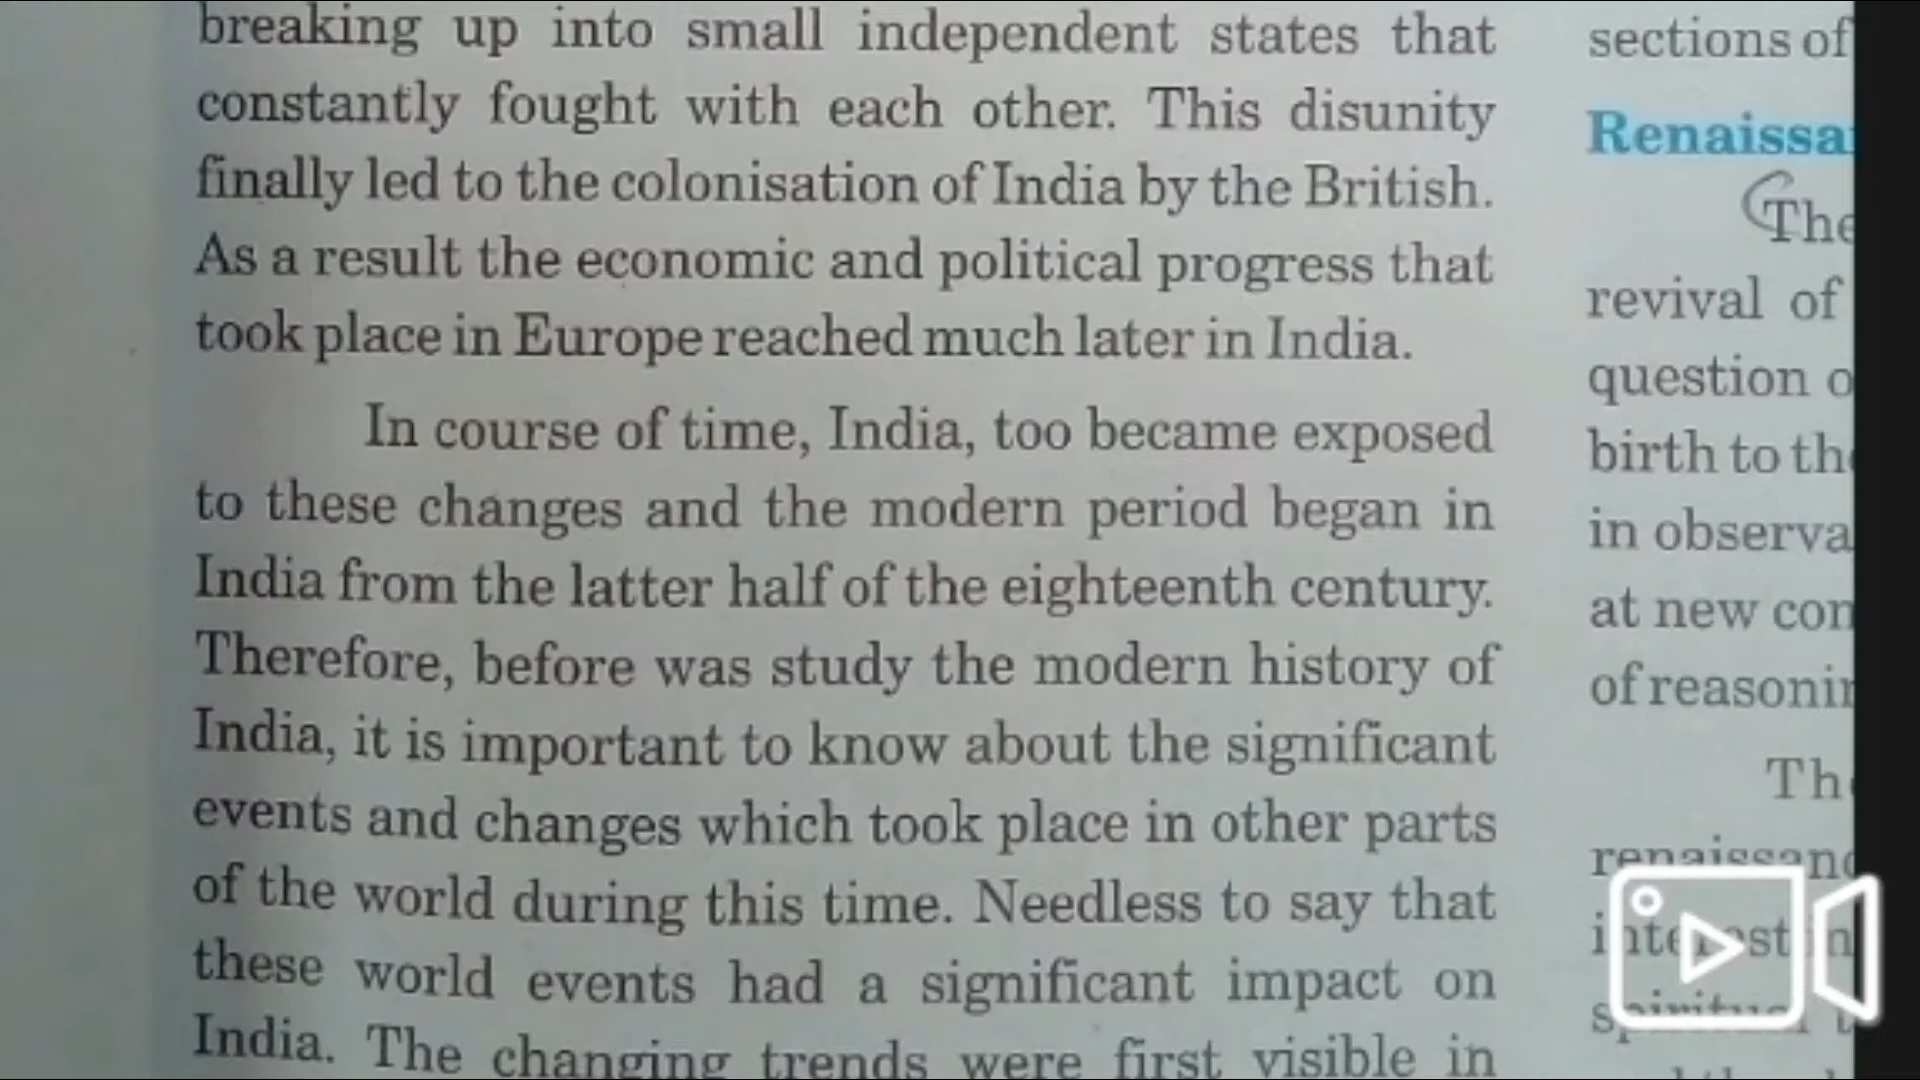 breaking up into small independent states that
constantly fought with each other. This disunity
finally led to the colonisation of India by the British.
As a result the economic and political progress that
took place in Europe reached much later in India.
In course of time, India, too became exposed
to these changes and the modern period began in
India from the latter half of the eighteenth century.
Therefore, before was study the modern history of
India, it is important to know about the significant
events and changes which took place in other parts
of the world during this time. Needless to say that
these world events had a significant impact on
India. The changing trends were first visible in
sections of
The
revival of
question
birth to
in
at new
of